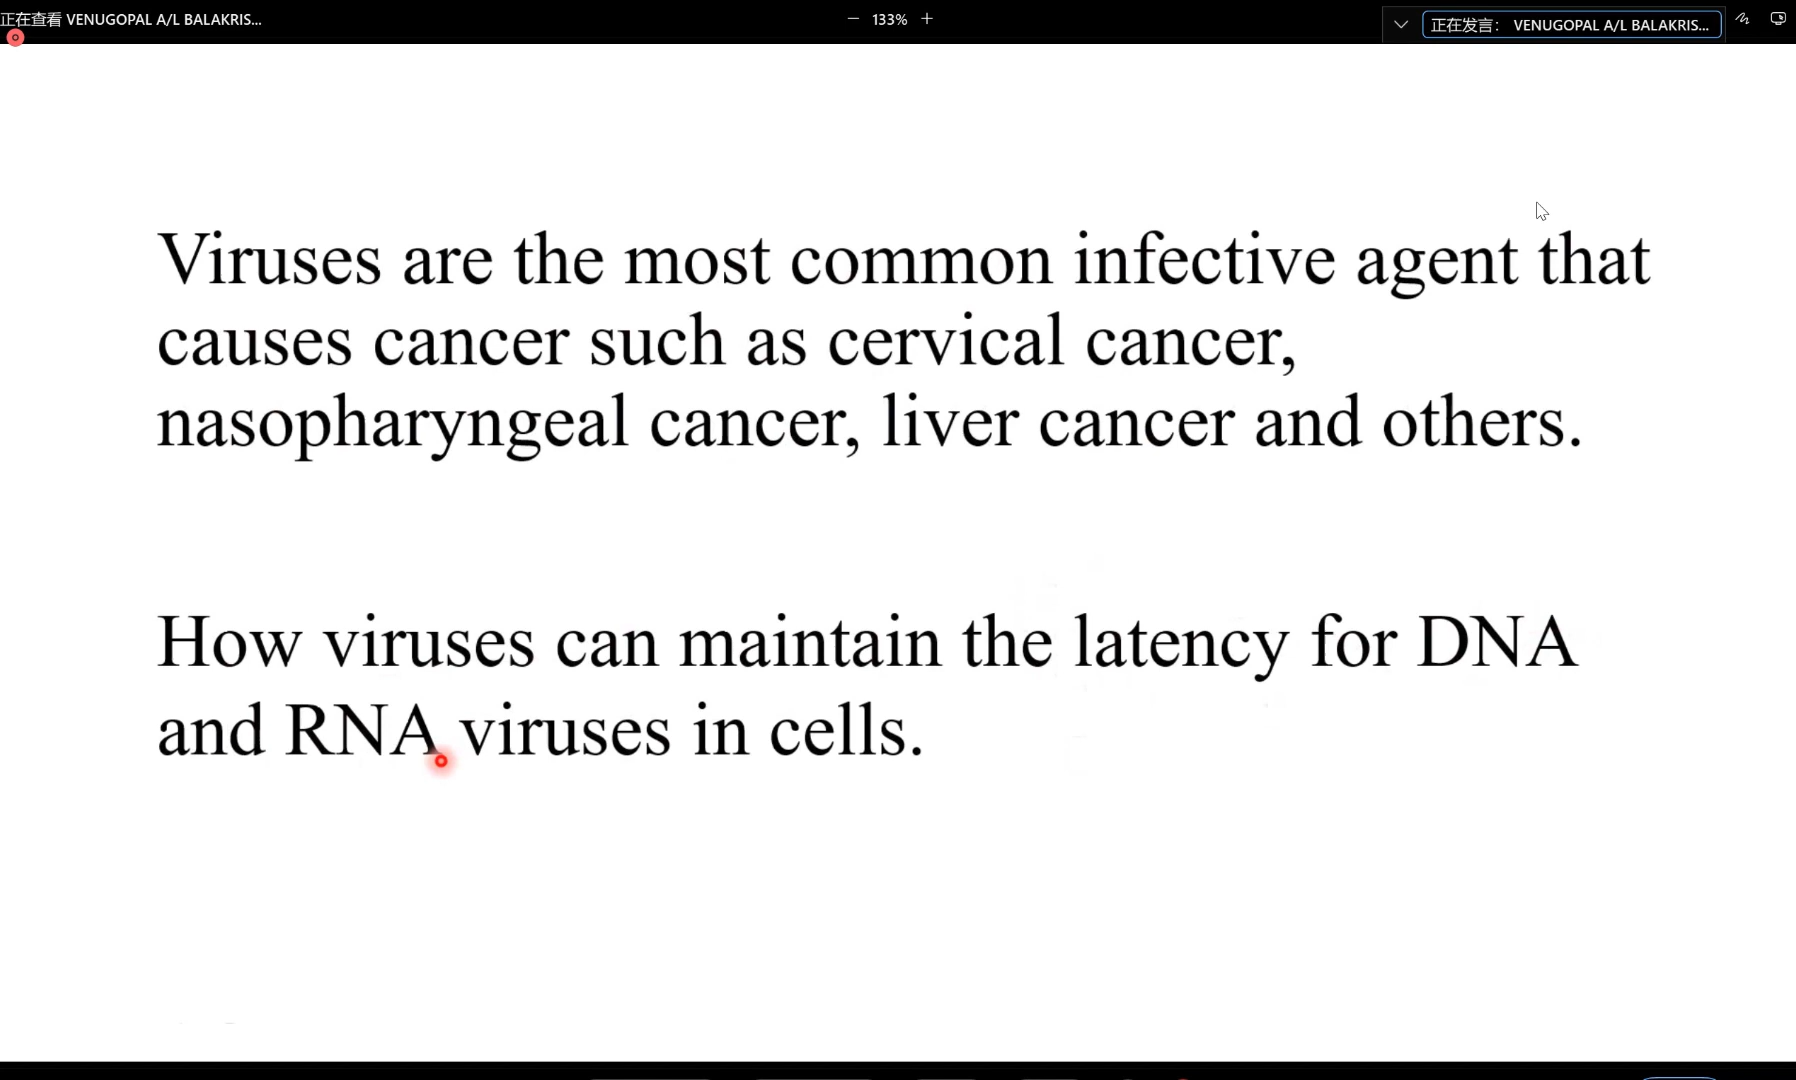 正在查看 VENUGOPAL A/L BALAKRIS...
133%
正在发言： VENUGOPAL A/L BALAKRIS...
Viruses are the most common infective agent that
causes cancer such as cervical cancer,
nasopharyngeal cancer, liver cancer and others.
How viruses can maintain the latency for DNA
and RNA viruses in cells.